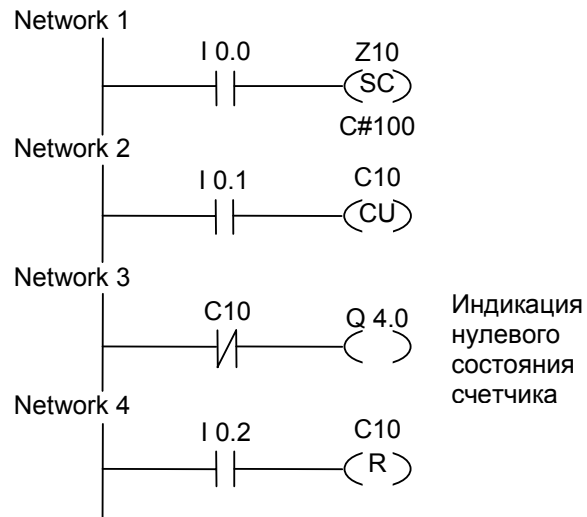 Network 1
I 0.0
Z10
SC
C#100
Network 2
I 0.1
C10
CU
Network 3
C10
Q 4.0
Индикация
нулевого
состояния
счетчика
Network 4
I 0.2
C10
R